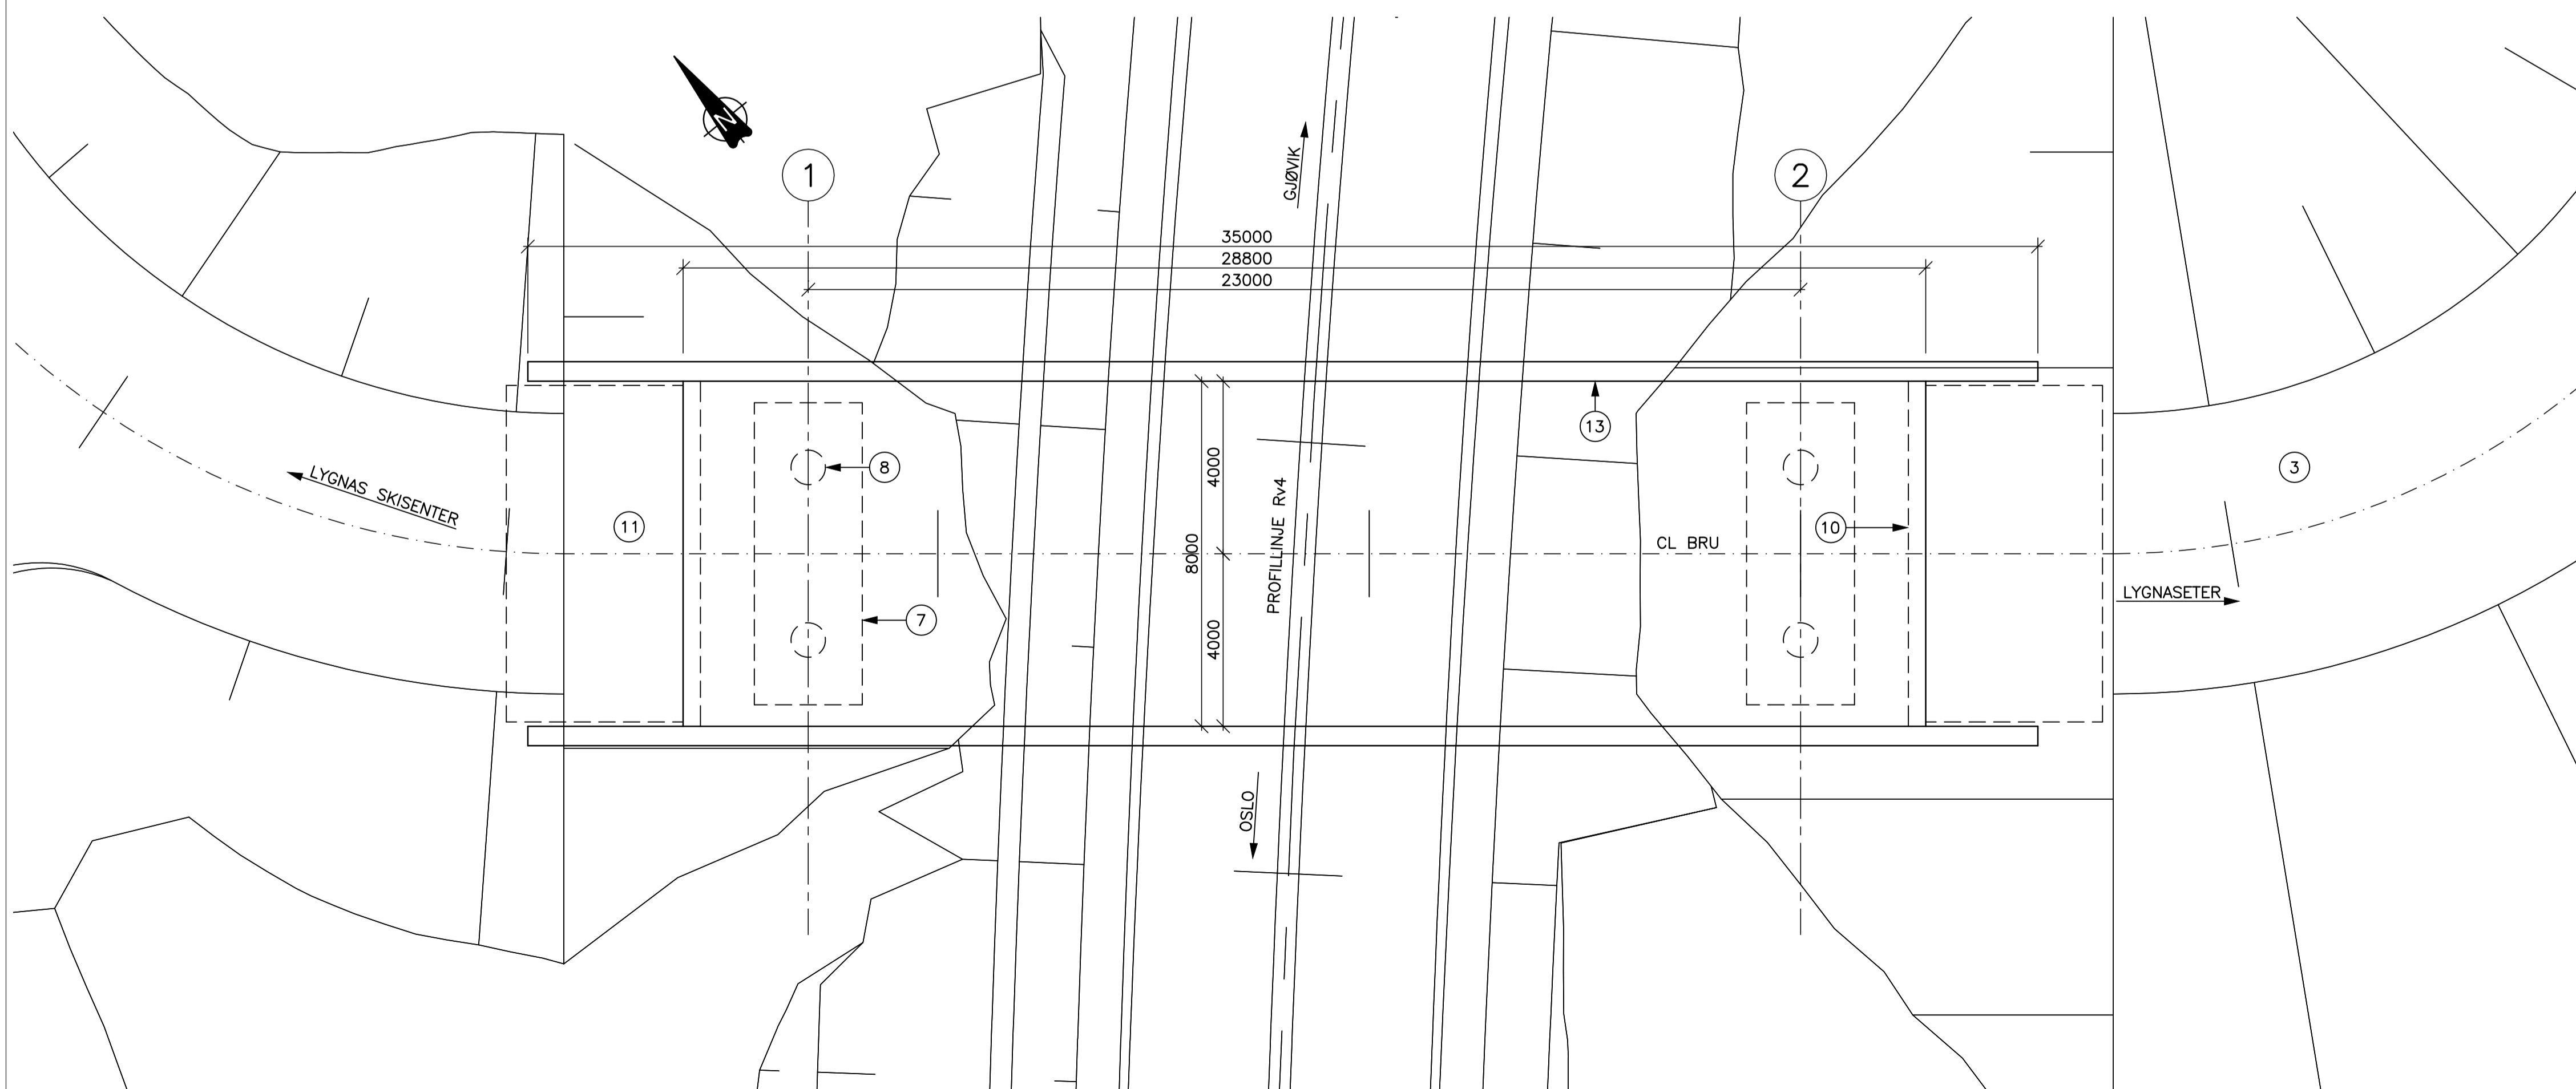 N
1
2
GJØVIK
35000
28800
23000
13
8
3
LYGNAS SKISENTER
4000
PROFILLINJE Rv4
11
10
CL BRU
8000
LYGNASETER
7
4000
OSLO